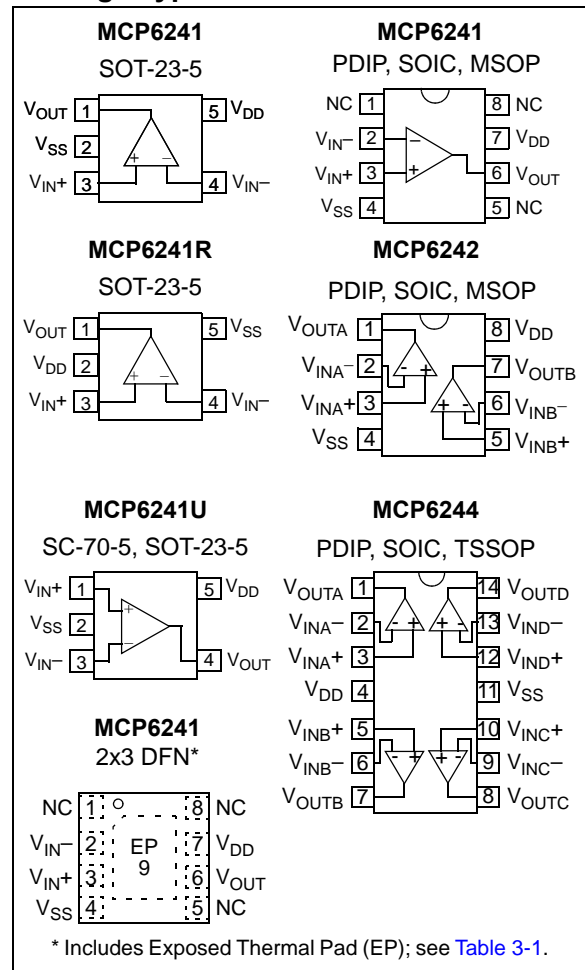 MCP6241
SOT-23-5
VOUT 1
5 VDD
VSS 2
VIN+ 3
4 VIN–
+ –
MCP6241
PDIP, SOIC, MSOP
NC 1
8 NC
VIN– 2
7 VDD
VIN+ 3
6 VOUT
VSS 4
5 NC
–
+
MCP6241R
SOT-23-5
VOUT 1
5 VSS
VDD 2
VIN+ 3
4 VIN–
+ –
MCP6242
PDIP, SOIC, MSOP
VOUTA 1
8 VDD
VINA– 2
7 VOUTB
VINA+ 3
6 VINB–
VSS 4
5 VINB+
- +
+ -
MCP6241U
SC-70-5, SOT-23-5
VIN+ 1
5 VDD
VSS 2
VIN– 3
4 VOUT
+
–
MCP6244
PDIP, SOIC, TSSOP
VOUTA 1
14 VOUTD
VINA– 2
13 VIND–
VINA+ 3
12 VIND+
VDD 4
11 VSS
VINB+ 5
10 VINC+
VINB– 6
9 VINC–
VOUTB 7
8 VOUTC
- + + -
- + + -
MCP6241
2x3 DFN*
NC 1
8 NC
VIN– 2
7 VDD
VIN+ 3
6 VOUT
VSS 4
5 NC
EP
9
* Includes Exposed Thermal Pad (EP); see Table 3-1.